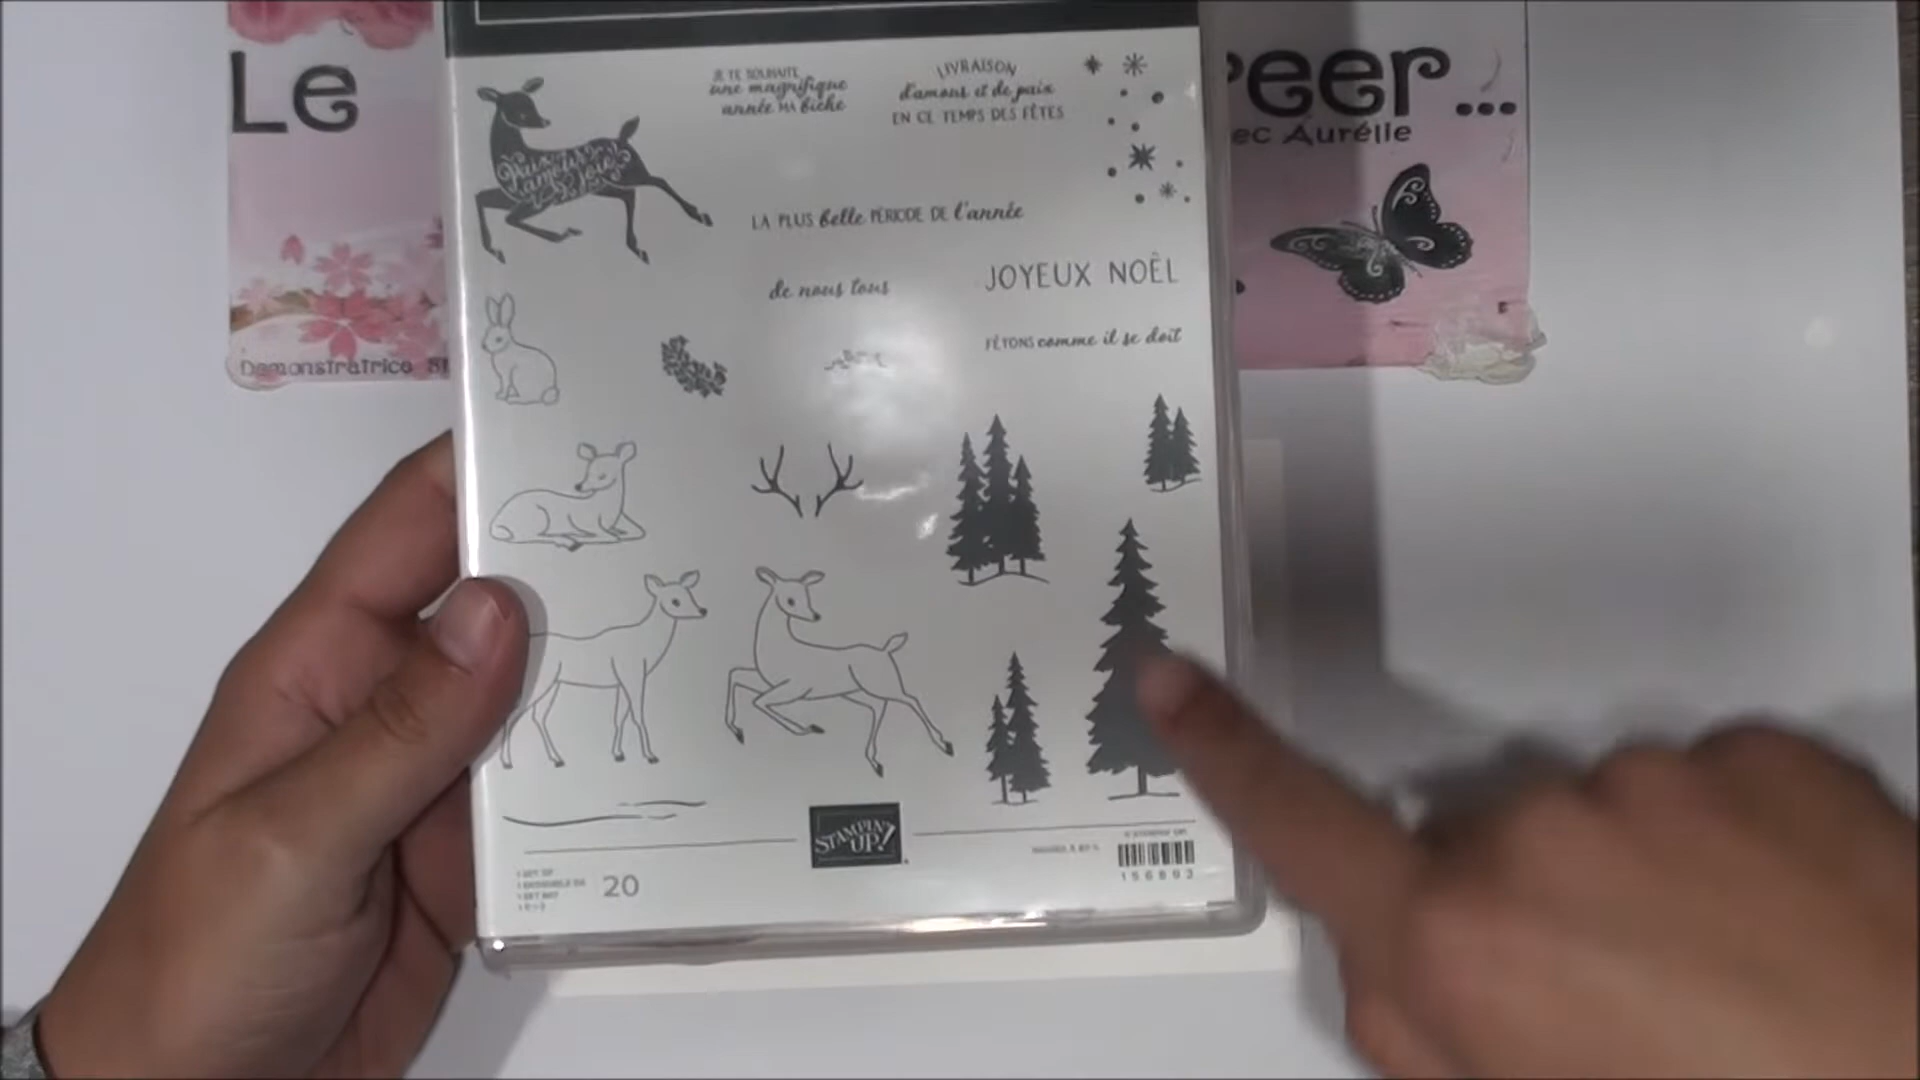 Le
JE TE SOUHAITE
une magnifique
année MA biche
LIVRAISON
d'amour et de paix
EN CE TEMPS DES FÊTES
eer...
ec Aurélie
LA PLUS belle PÉRIODE DE l'année
de nous tous
JOYEUX NOËL
FÊTONS comme il se doit
Demonstratrice St
STAMPIN'
UP!
20
156893